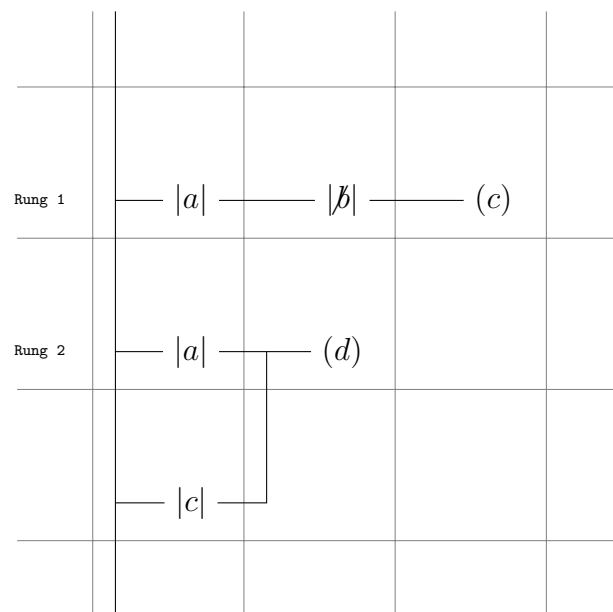 Rung 1 |a| |b̸| (c)
Rung 2 |a| (d)
|c|